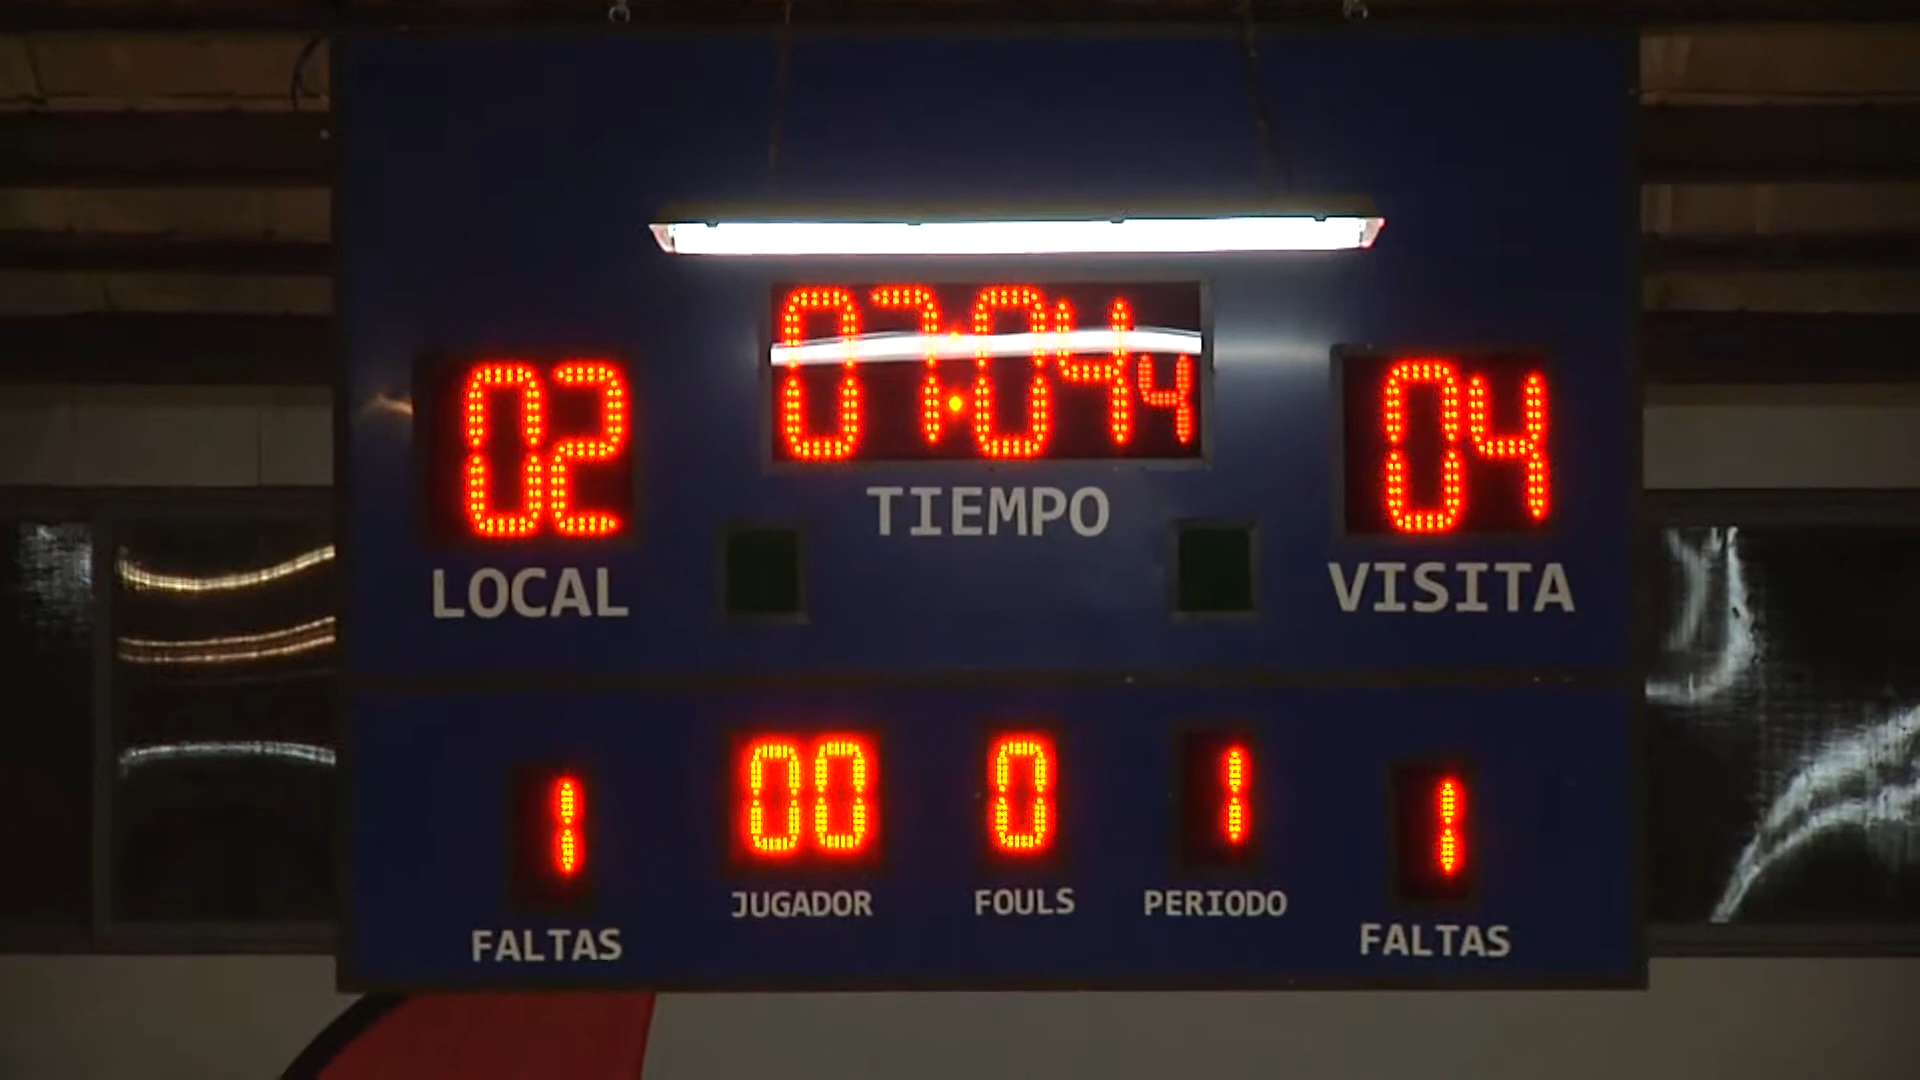 07:04 4
02
04
TIEMPO
LOCAL
VISITA
1
00
0
1
1
JUGADOR
FOULS
PERIODO
FALTAS
FALTAS